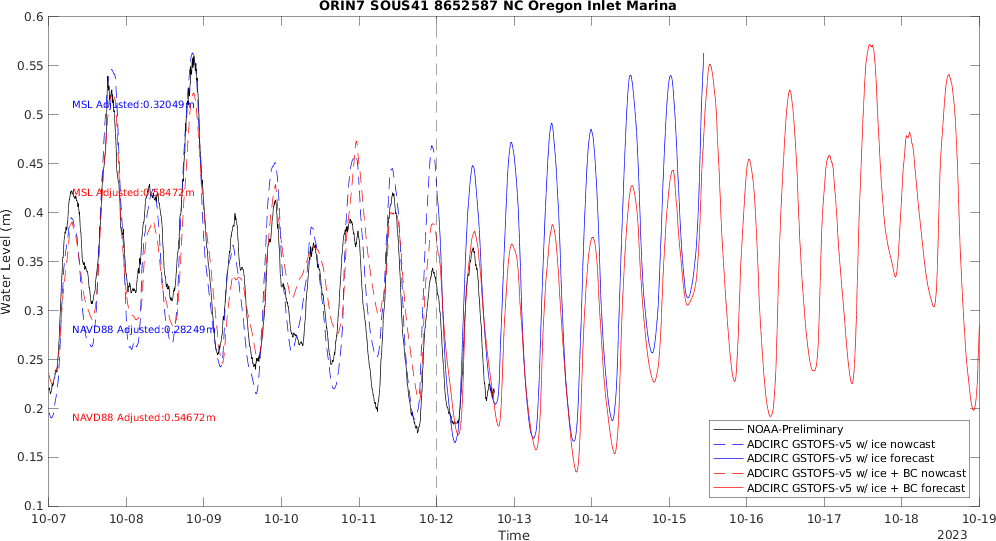 ORIN7 SOUS41 8652587 NC Oregon Inlet Marina
0.6
0.55
0.5
0.45
0.4
0.35
0.3
0.25
0.2
0.15
0.1
Water Level (m)
MSL Adjusted:0.32049m
MSL Adjusted:0.58472m
NAVD88 Adjusted:0.28249m
NAVD88 Adjusted:0.54672m
NOAA-Preliminary
ADCIRC GSTOFS-v5 w/ ice nowcast
ADCIRC GSTOFS-v5 w/ ice forecast
ADCIRC GSTOFS-v5 w/ ice + BC nowcast
ADCIRC GSTOFS-v5 w/ ice + BC forecast
10-07 10-08 10-09 10-10 10-11 10-12 10-13 10-14 10-15 10-16 10-17 10-18 10-19
Time
2023